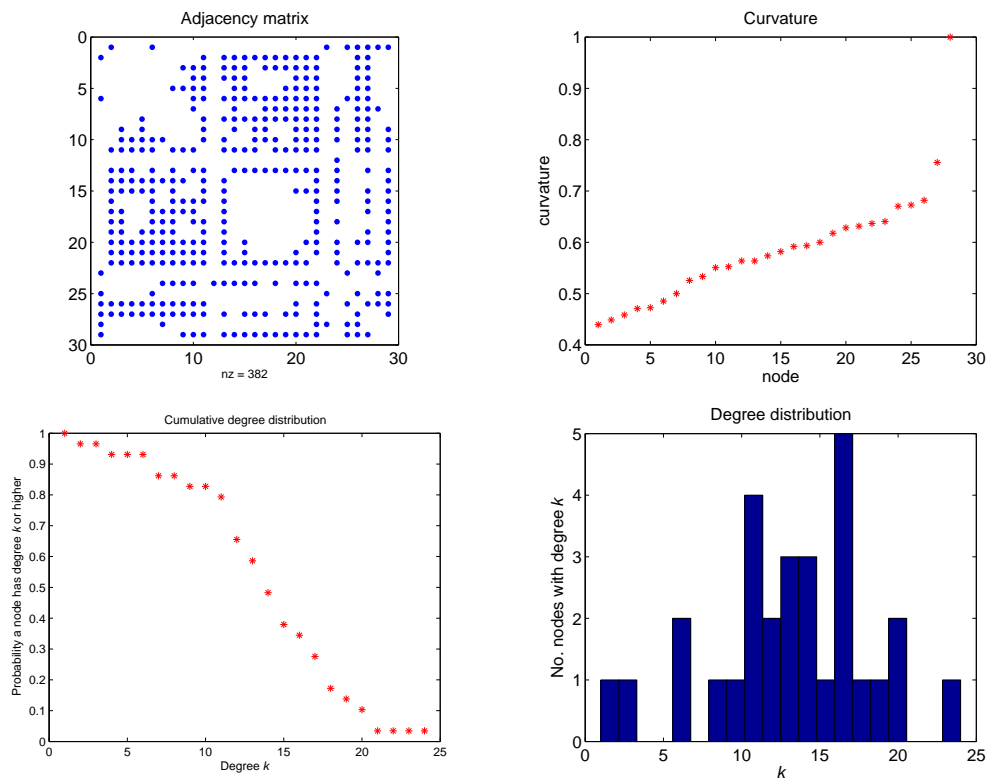 Adjacency matrix
0
5
10
15
20
25
30
0 10 20 30
nz = 382
Curvature
curvature
1
0.9
0.8
0.7
0.6
0.5
0.4
0 5 10 15 20 25 30
node
Cumulative degree distribution
Probability a node has degree k or higher
1
0.9
0.8
0.7
0.6
0.5
0.4
0.3
0.2
0.1
0
0 5 10 15 20 25
Degree k
Degree distribution
No. nodes with degree k
5
4
3
2
1
0
0 5 10 15 20 25
k